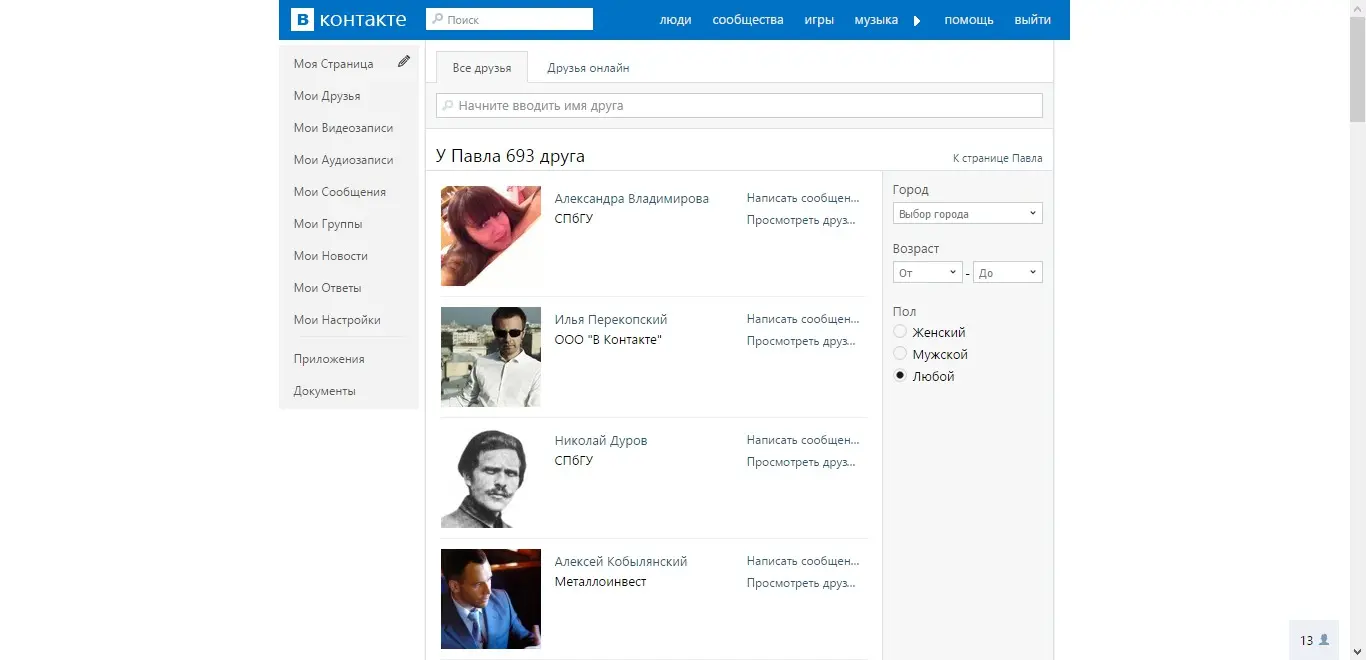 В контакте
Поиск
люди сообщества игры музыка помощь выйти
Моя Страница
Мои Друзья
Мои Видеозаписи
Мои Аудиозаписи
Мои Сообщения
Мои Группы
Мои Новости
Мои Ответы
Мои Настройки
Приложения
Документы
Все друзья Друзья онлайн
Начните вводить имя друга
У Павла 693 друга К странице Павла
Александра Владимирова
СПбГУ
Написать сообщен...
Просмотреть друз...
Илья Перекопский
ООО "В Контакте"
Написать сообщен...
Просмотреть друз...
Николай Дуров
СПбГУ
Написать сообщен...
Просмотреть друз...
Алексей Кобылянский
Металлоинвест
Написать сообщен...
Просмотреть друз...
Город
Выбор города
Возраст
От - До
Пол
Женский
Мужской
Любой
13